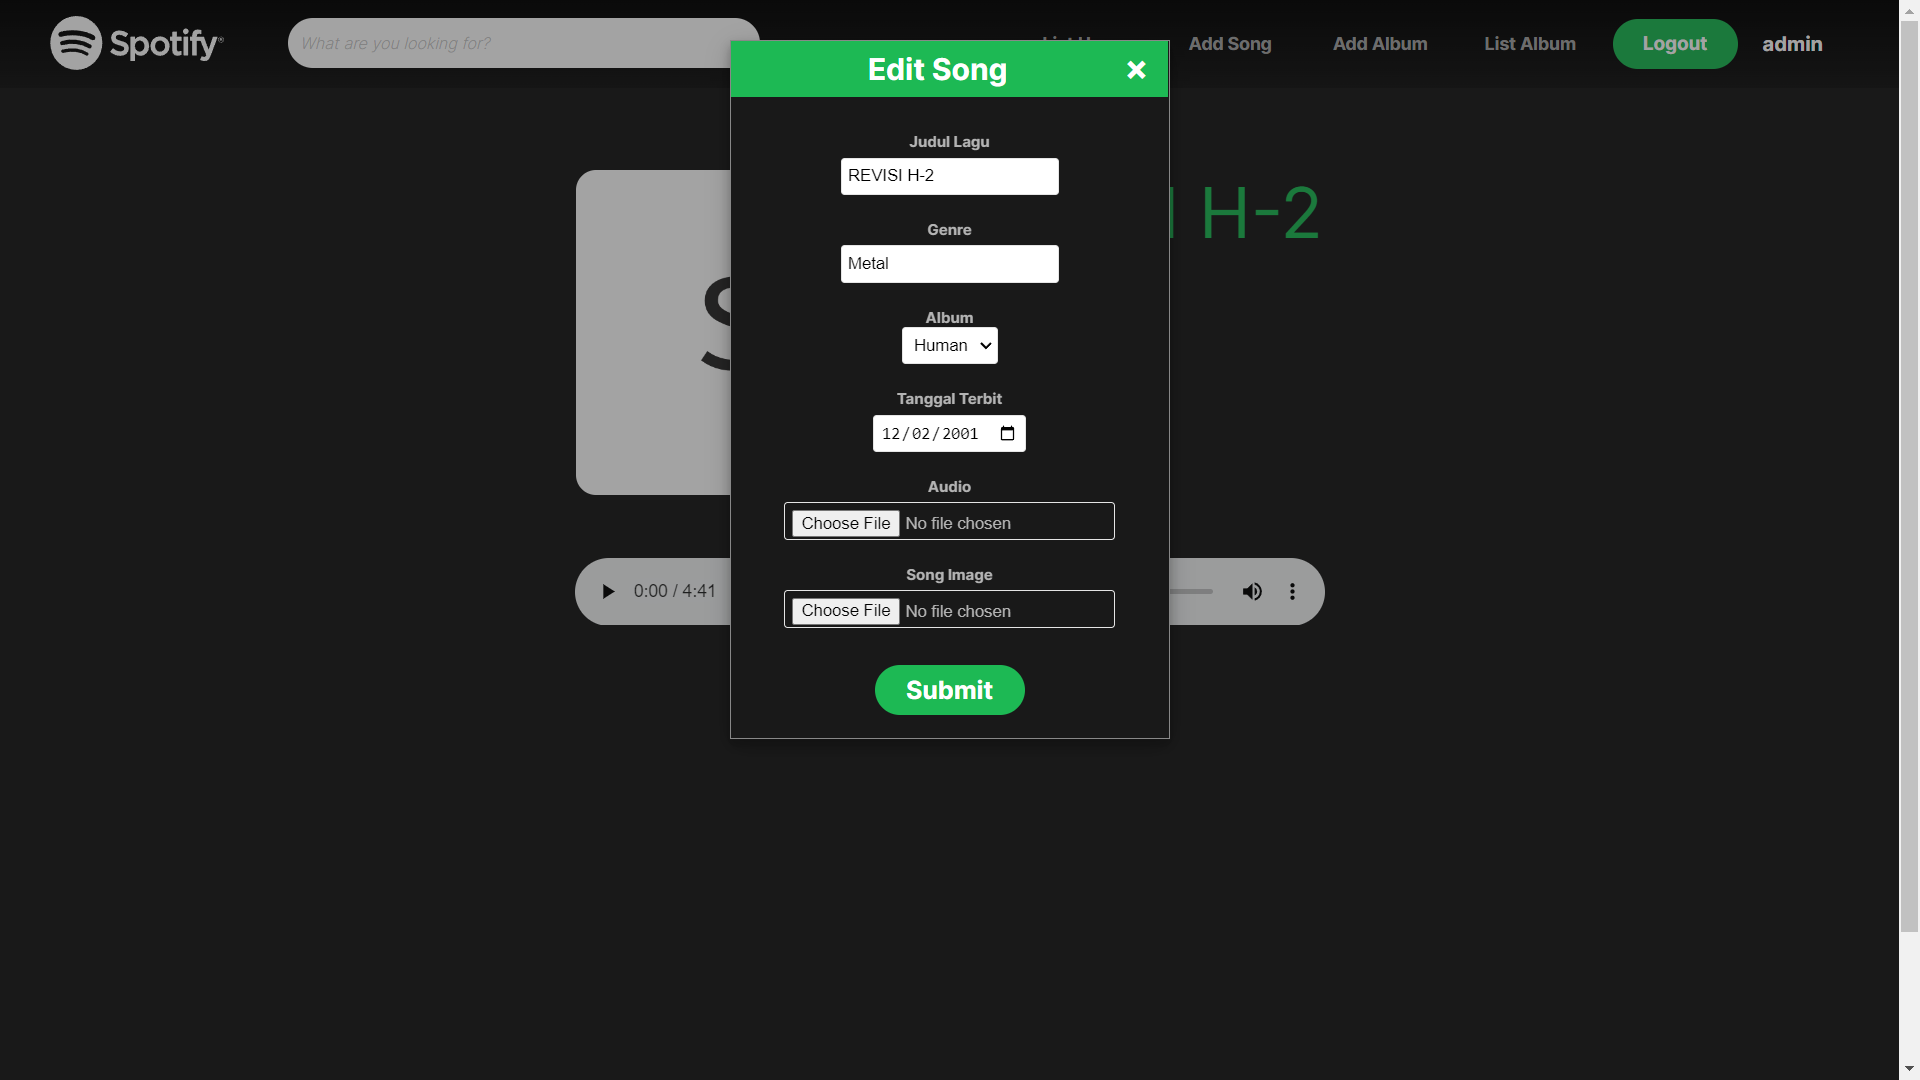 Spotify®
What are you looking for?
Add Song
Add Album
List Album
Logout
admin
Edit Song
Judul Lagu
REVISI H-2
Genre
Metal
Album
Human
Tanggal Terbit
12/02/2001
Audio
Choose File No file chosen
Song Image
Choose File No file chosen
Submit
H-2
0:00 / 4:41